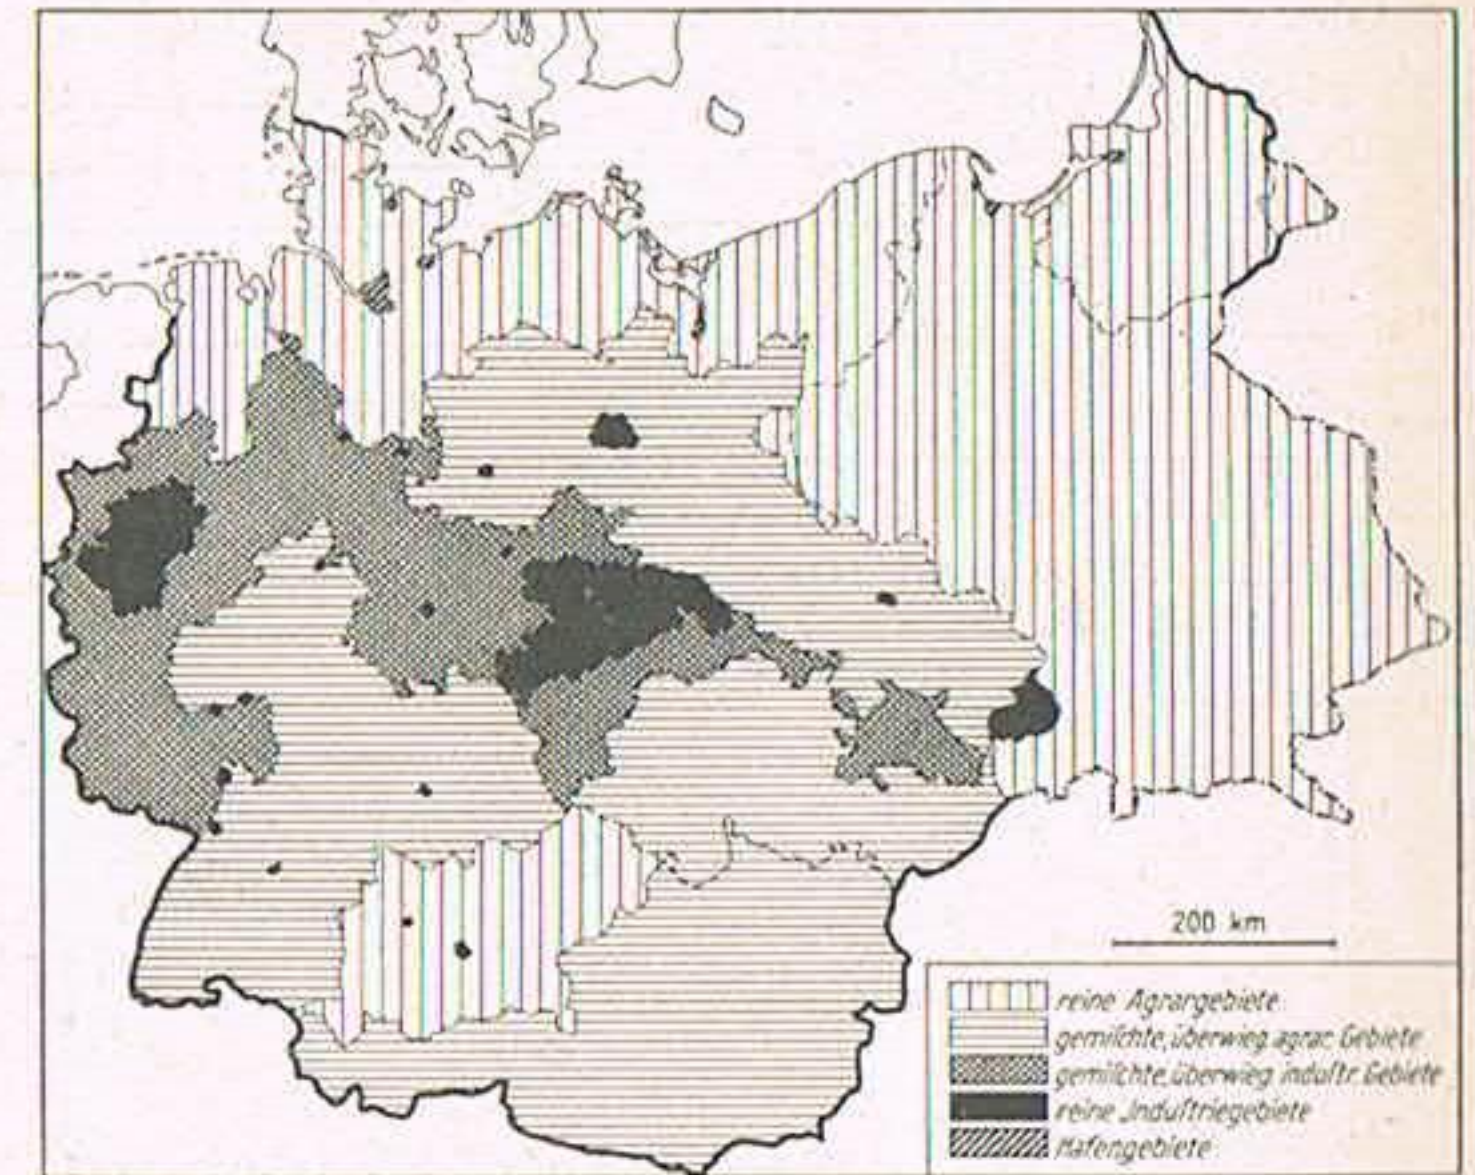 200 km
reine Agrargebiete
gemiſchte, überwieg. agrar. Gebiete
gemiſchte, überwieg. induſtr. Gebiete
reine Induſtriegebiete
Hafengebiete